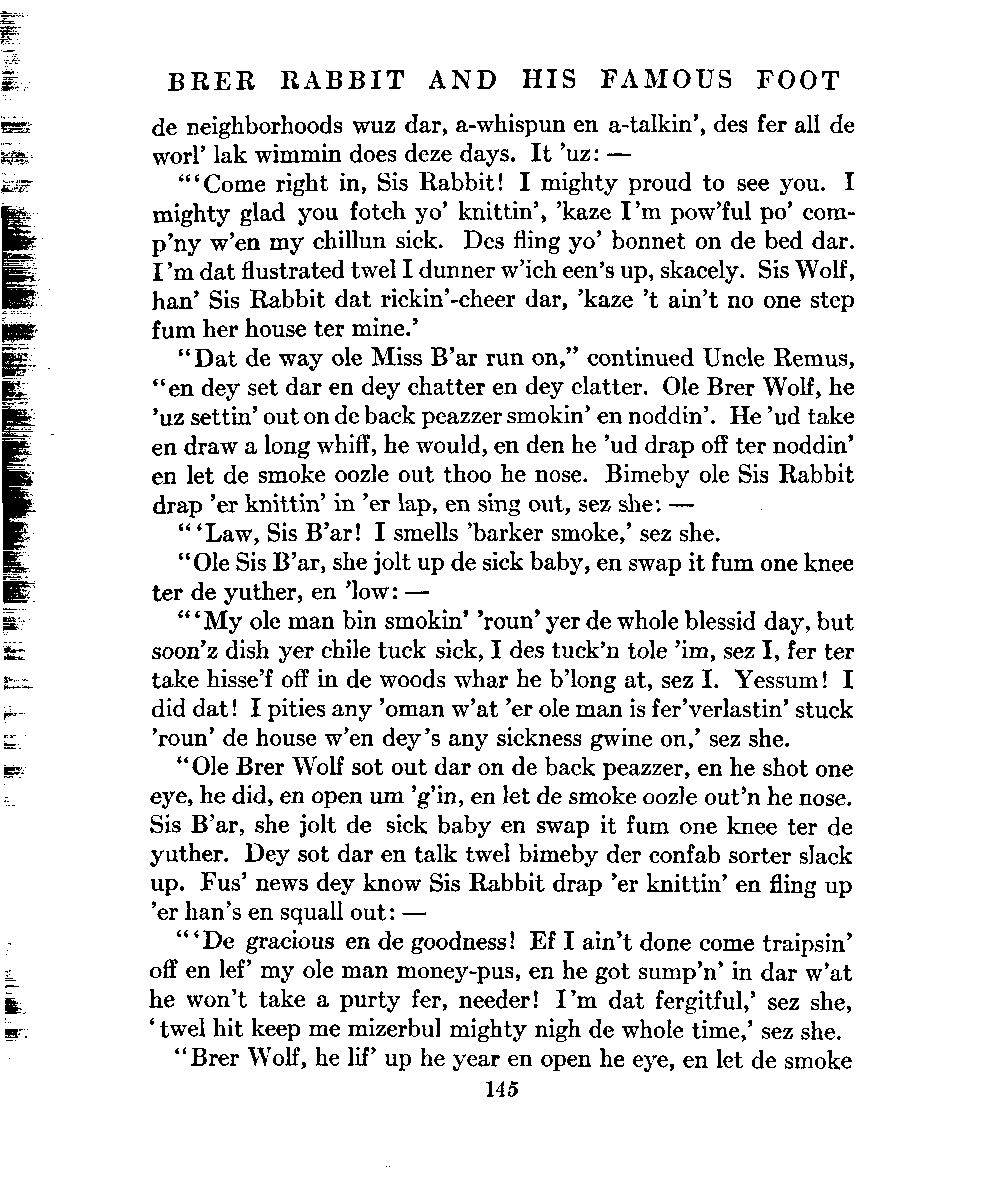 BRER RABBIT AND HIS FAMOUS FOOT
de neighborhoods wuz dar, a-whispun en a-talkin’, des fer all de
worl’ lak wimmin does deze days. It ’uz: —
“‘Come right in, Sis Rabbit! I mighty proud to see you. I
mighty glad you fotch yo’ knittin’, ’kaze I’m pow’ful po’ com-
p’ny w’en my chillun sick. Des fling yo’ bonnet on de bed dar.
I’m dat flustrated twel I dunner w’ich een’s up, skacely. Sis Wolf,
han’ Sis Rabbit dat rickin’-cheer dar, ’kaze ’t ain’t no one step
fum her house ter mine.’
“Dat de way ole Miss B’ar run on,” continued Uncle Remus,
“en dey set dar en dey chatter en dey clatter. Ole Brer Wolf, he
’uz settin’ out on de back peazzer smokin’ en noddin’. He ’ud take
en draw a long whiff, he would, en den he ’ud drap off ter noddin’
en let de smoke oozle out thoo he nose. Bimeby ole Sis Rabbit
drap ’er knittin’ in ’er lap, en sing out, sez she: —
“‘Law, Sis B’ar! I smells ’barker smoke,’ sez she.
“Ole Sis B’ar, she jolt up de sick baby, en swap it fum one knee
ter de yuther, en ’low: —
“‘My ole man bin smokin’ ’roun’ yer de whole blessid day, but
soon’z dish yer chile tuck sick, I des tuck’n tole ’im, sez I, fer ter
take hisse’f off in de woods whar he b’long at, sez I. Yessum! I
did dat! I pities any ’oman w’at ’er ole man is fer’verlastin’ stuck
’roun’ de house w’en dey’s any sickness gwine on,’ sez she.
“Ole Brer Wolf sot out dar on de back peazzer, en he shot one
eye, he did, en open um ’g’in, en let de smoke oozle out’n he nose.
Sis B’ar, she jolt de sick baby en swap it fum one knee ter de
yuther. Dey sot dar en talk twel bimeby der confab sorter slack
up. Fus’ news dey know Sis Rabbit drap ’er knittin’ en fling up
’er han’s en squall out: —
“‘De gracious en de goodness! Ef I ain’t done come traipsin’
off en lef’ my ole man money-pus, en he got sump’n’ in dar w’at
he won’t take a purty fer, needer! I’m dat fergitful,’ sez she,
‘twel hit keep me mizerbul mighty nigh de whole time,’ sez she.
“Brer Wolf, he lif’ up he year en open he eye, en let de smoke
145